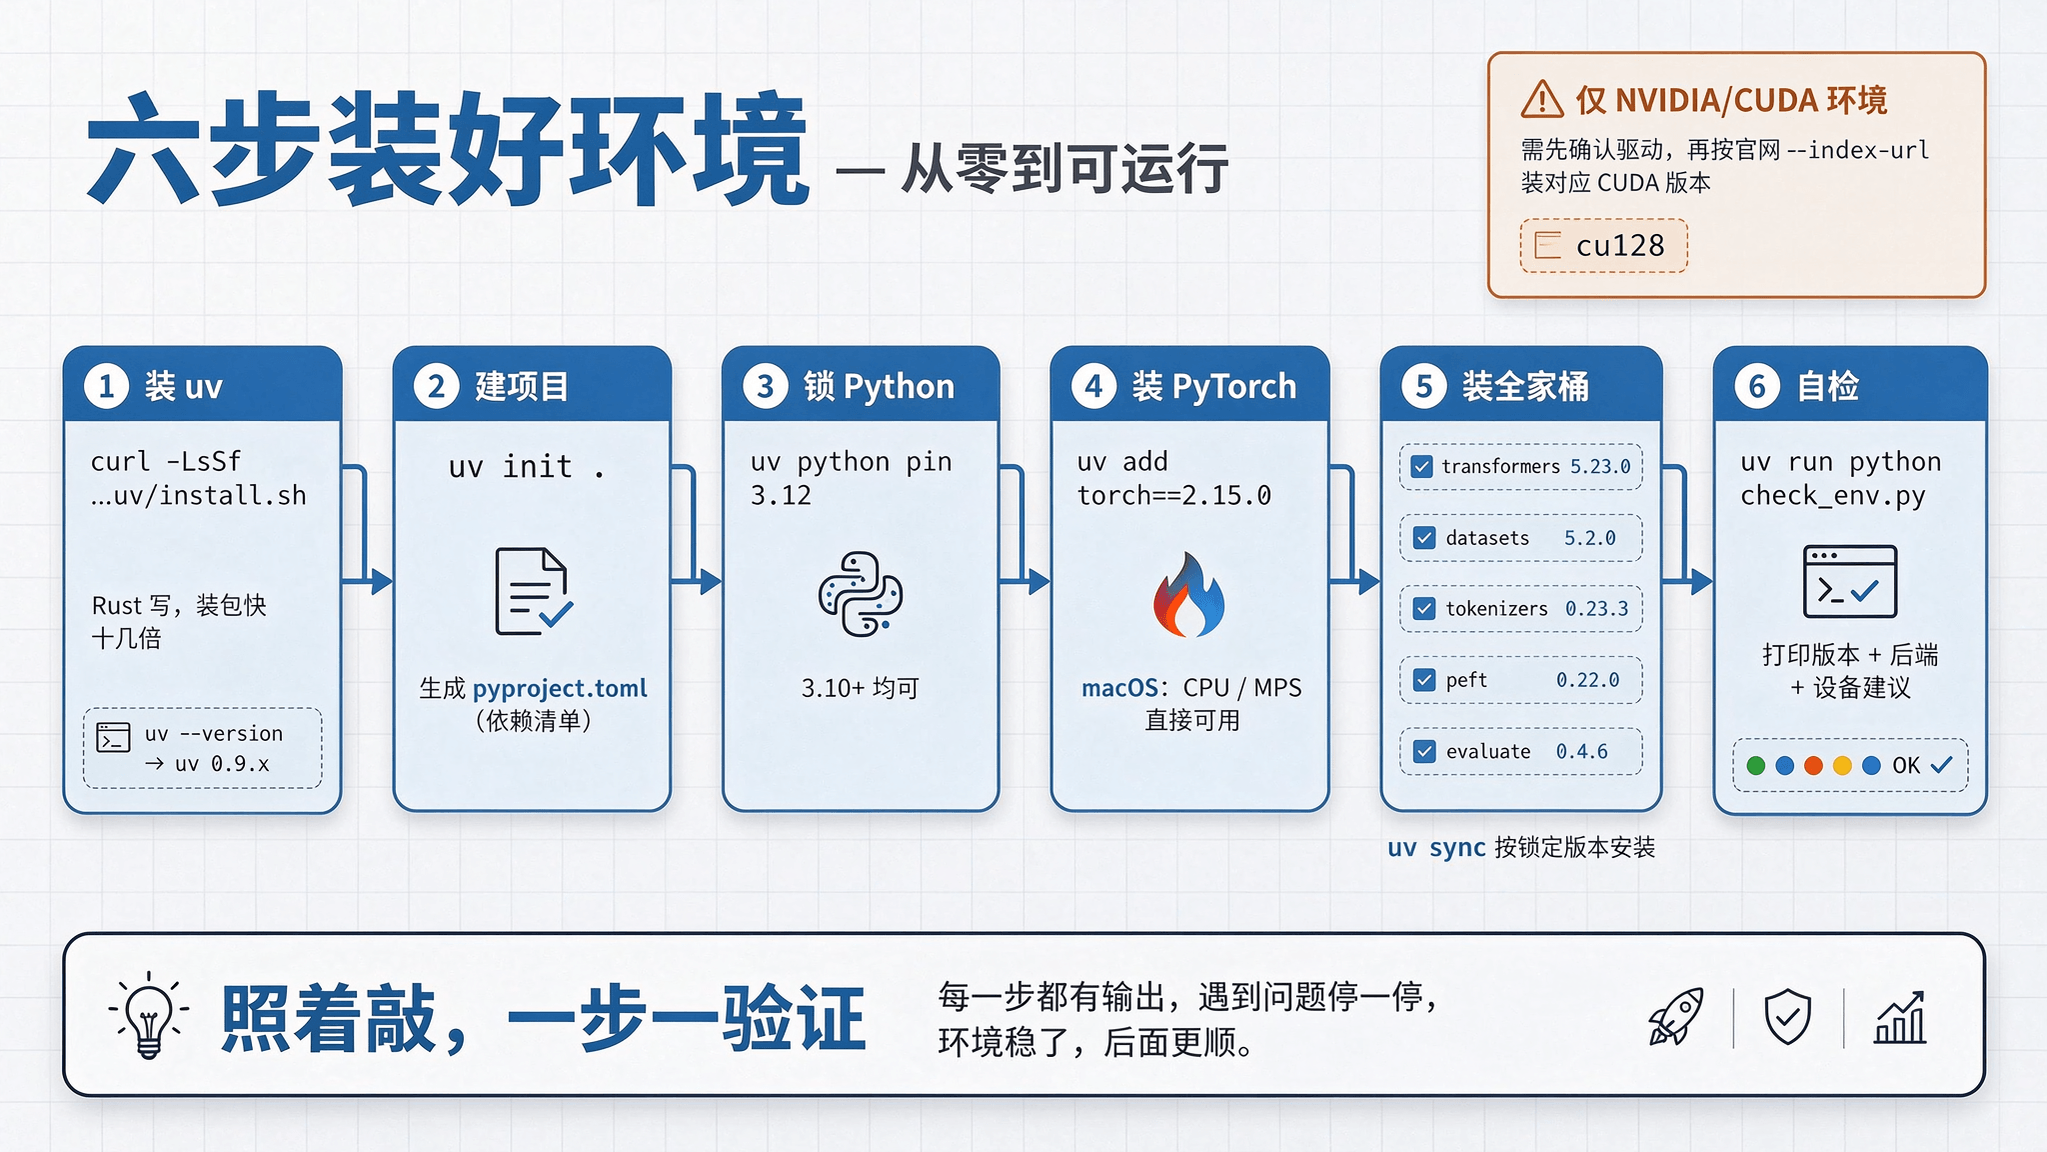 六步装好环境 — 从零到可运行
仅 NVIDIA/CUDA 环境
需先确认驱动，再按官网 --index-url
装对应 CUDA 版本
cu128
1 装 uv
curl -LsSf
...uv/install.sh
Rust 写，装包快
十几倍
uv --version
→ uv 0.9.x
2 建项目
uv init .
生成 pyproject.toml
（依赖清单）
3 锁 Python
uv python pin
3.12
3.10+ 均可
4 装 PyTorch
uv add
torch==2.15.0
macOS：CPU / MPS
直接可用
5 装全家桶
transformers 5.23.0
datasets 5.2.0
tokenizers 0.23.3
peft 0.22.0
evaluate 0.4.6
uv sync 按锁定版本安装
6 自检
uv run python
check_env.py
打印版本 + 后端
+ 设备建议
OK
照着敲，一步一验证
每一步都有输出，遇到问题停一停，
环境稳了，后面更顺。